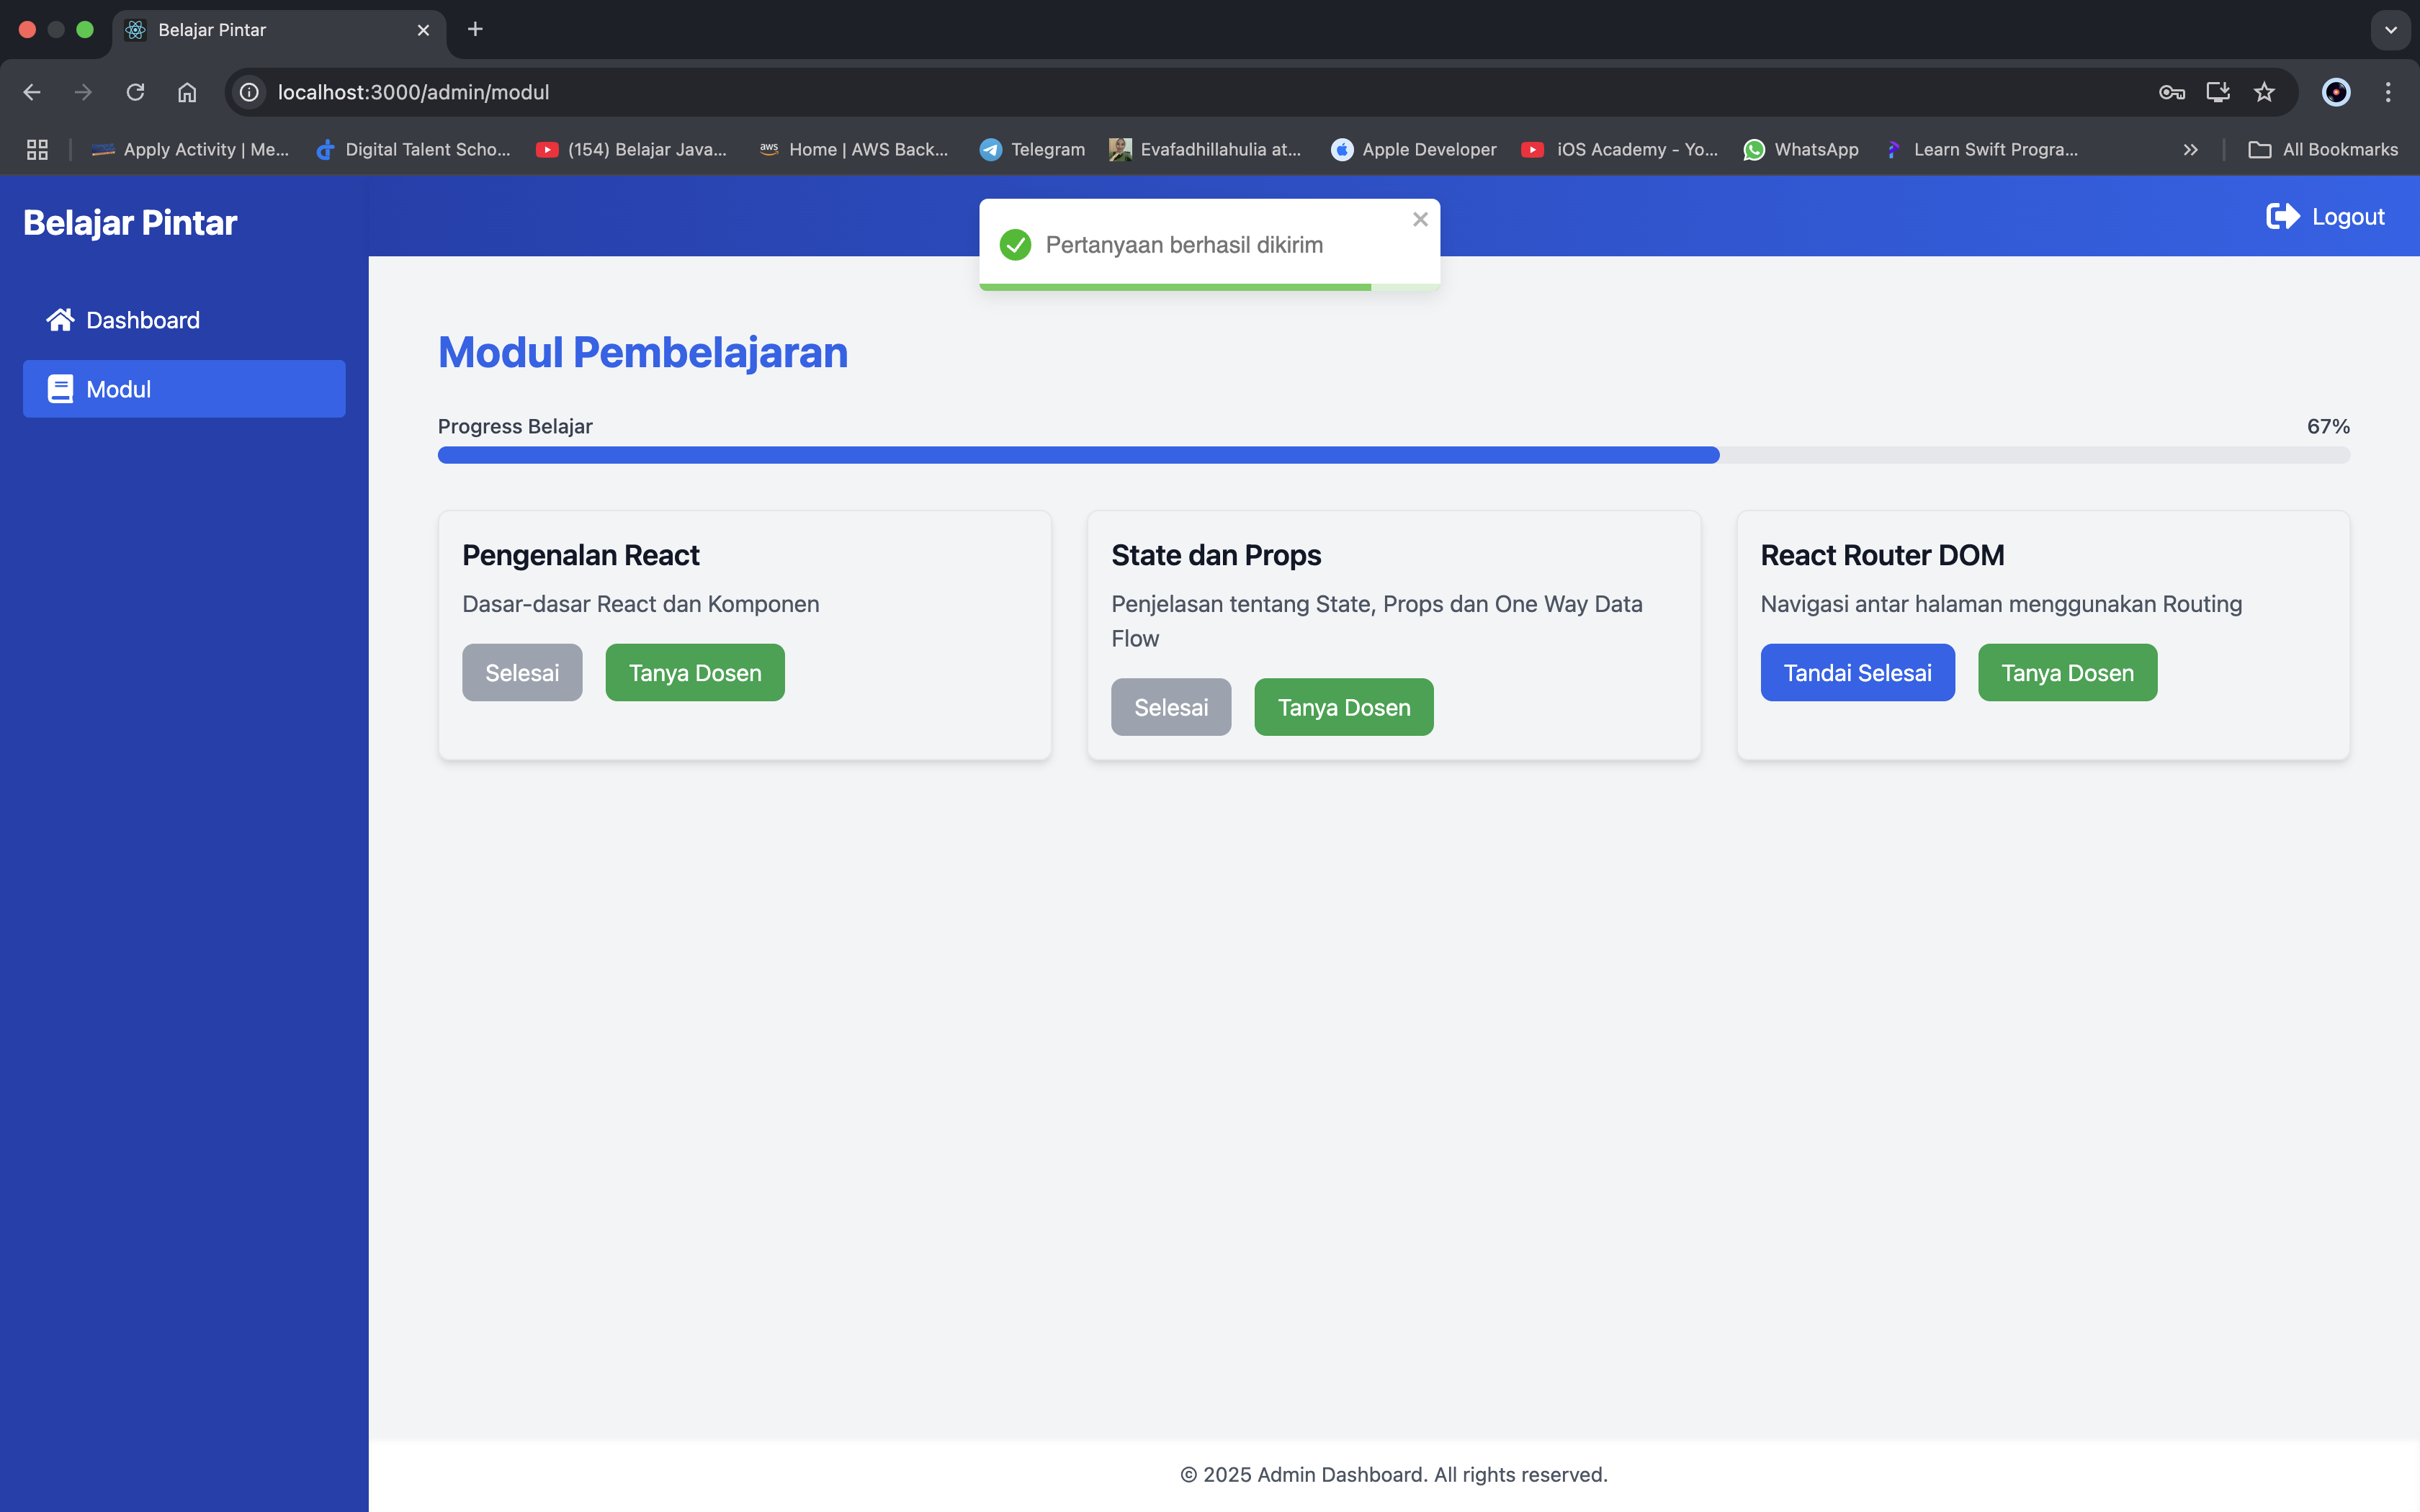 Belajar Pintar
localhost:3000/admin/modul
Apply Activity | Me...
Digital Talent Scho...
(154) Belajar Java...
aws
Home | AWS Back...
Telegram
Evafadhillahulia at...
Apple Developer
iOS Academy - Yo...
WhatsApp
Learn Swift Progra...
All Bookmarks
Belajar Pintar
Pertanyaan berhasil dikirim
Logout
Dashboard
Modul
Modul Pembelajaran
Progress Belajar
67%
Pengenalan React
Dasar-dasar React dan Komponen
Selesai
Tanya Dosen
State dan Props
Penjelasan tentang State, Props dan One Way Data
Flow
Selesai
Tanya Dosen
React Router DOM
Navigasi antar halaman menggunakan Routing
Tandai Selesai
Tanya Dosen
© 2025 Admin Dashboard. All rights reserved.